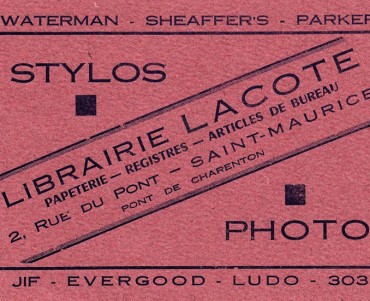 WATERMAN - SHEAFFER'S - PARKER
STYLOS
LIBRAIRIE LACOTE
PAPETERIE - REGISTRES - ARTICLES DE BUREAU
2, RUE DU PONT - SAINT-MAURICE
PONT DE CHARENTON
PHOTO
JIF - EVERGOOD - LUDO - 303